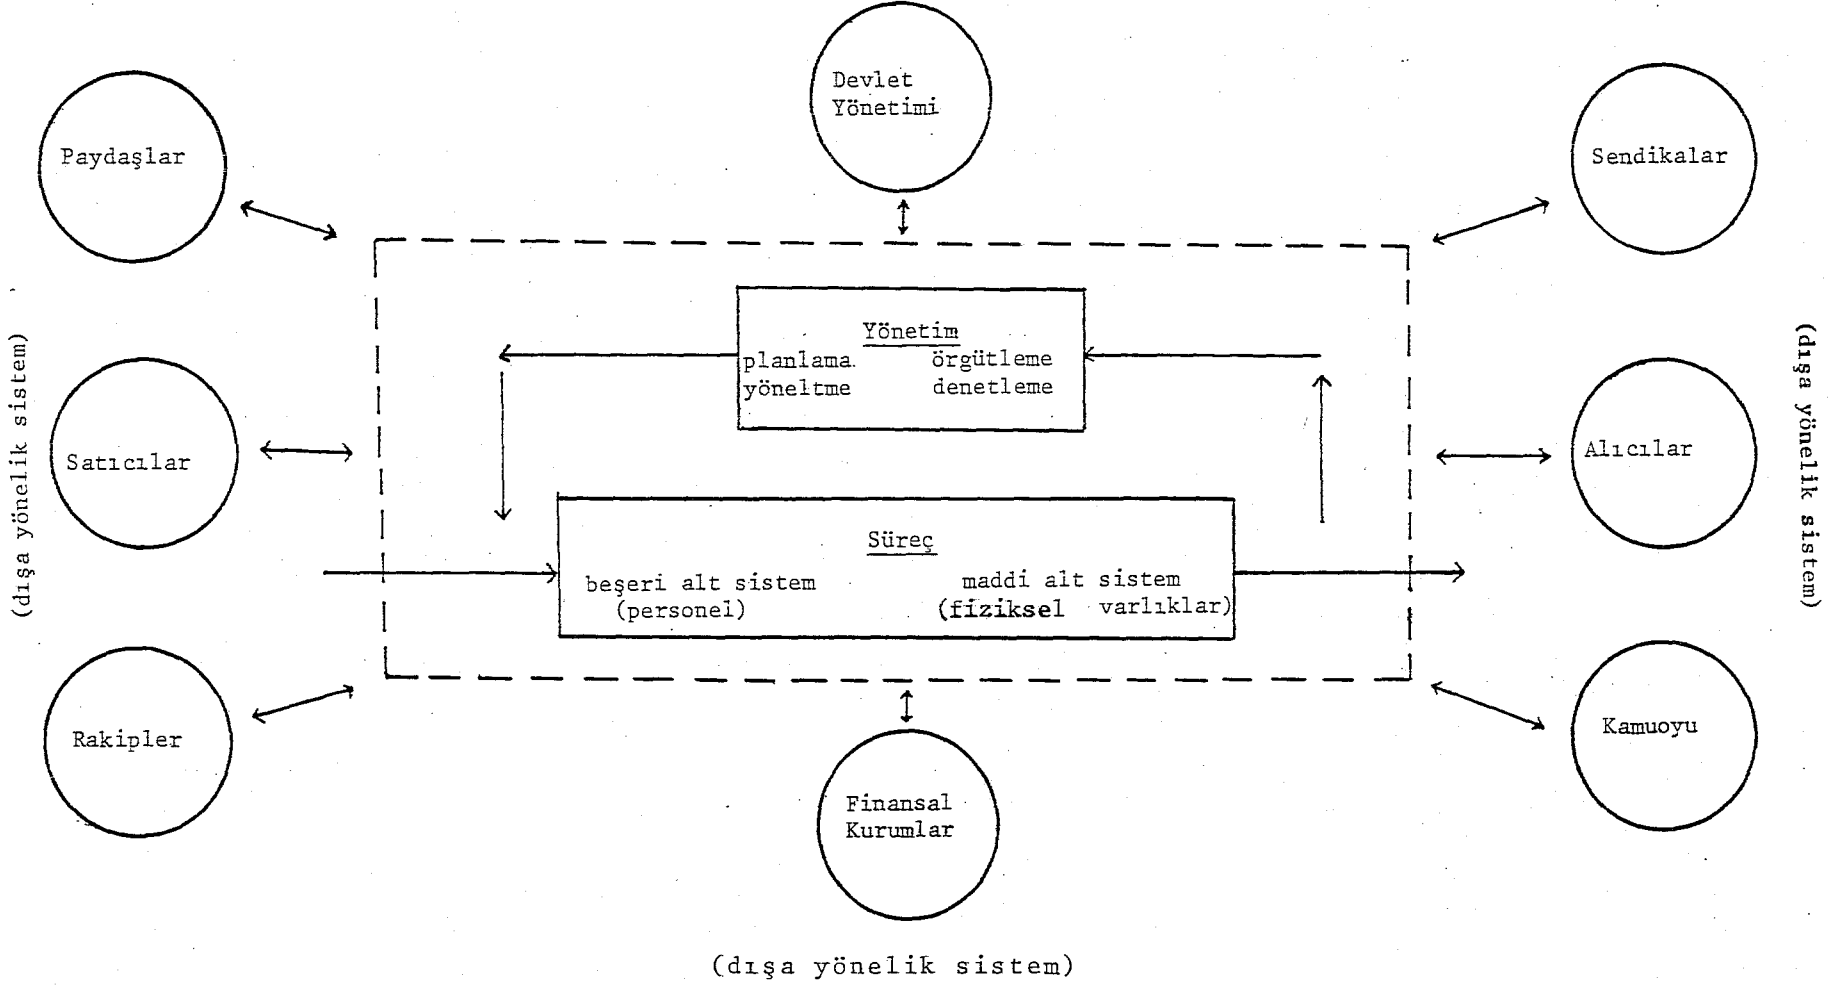 Devlet
Yönetimi
Paydaşlar
Sendikalar
(dışa yönelik sistem)
Yönetim
planlama örgütleme
yöneltme denetleme
(dışa yönelik sistem)
Satıcılar
Alıcılar
Süreç
beşeri alt sistem maddi alt sistem
(personel) (fiziksel varlıklar)
Rakipler
Kamuoyu
Finansal
Kurumlar
(dışa yönelik sistem)